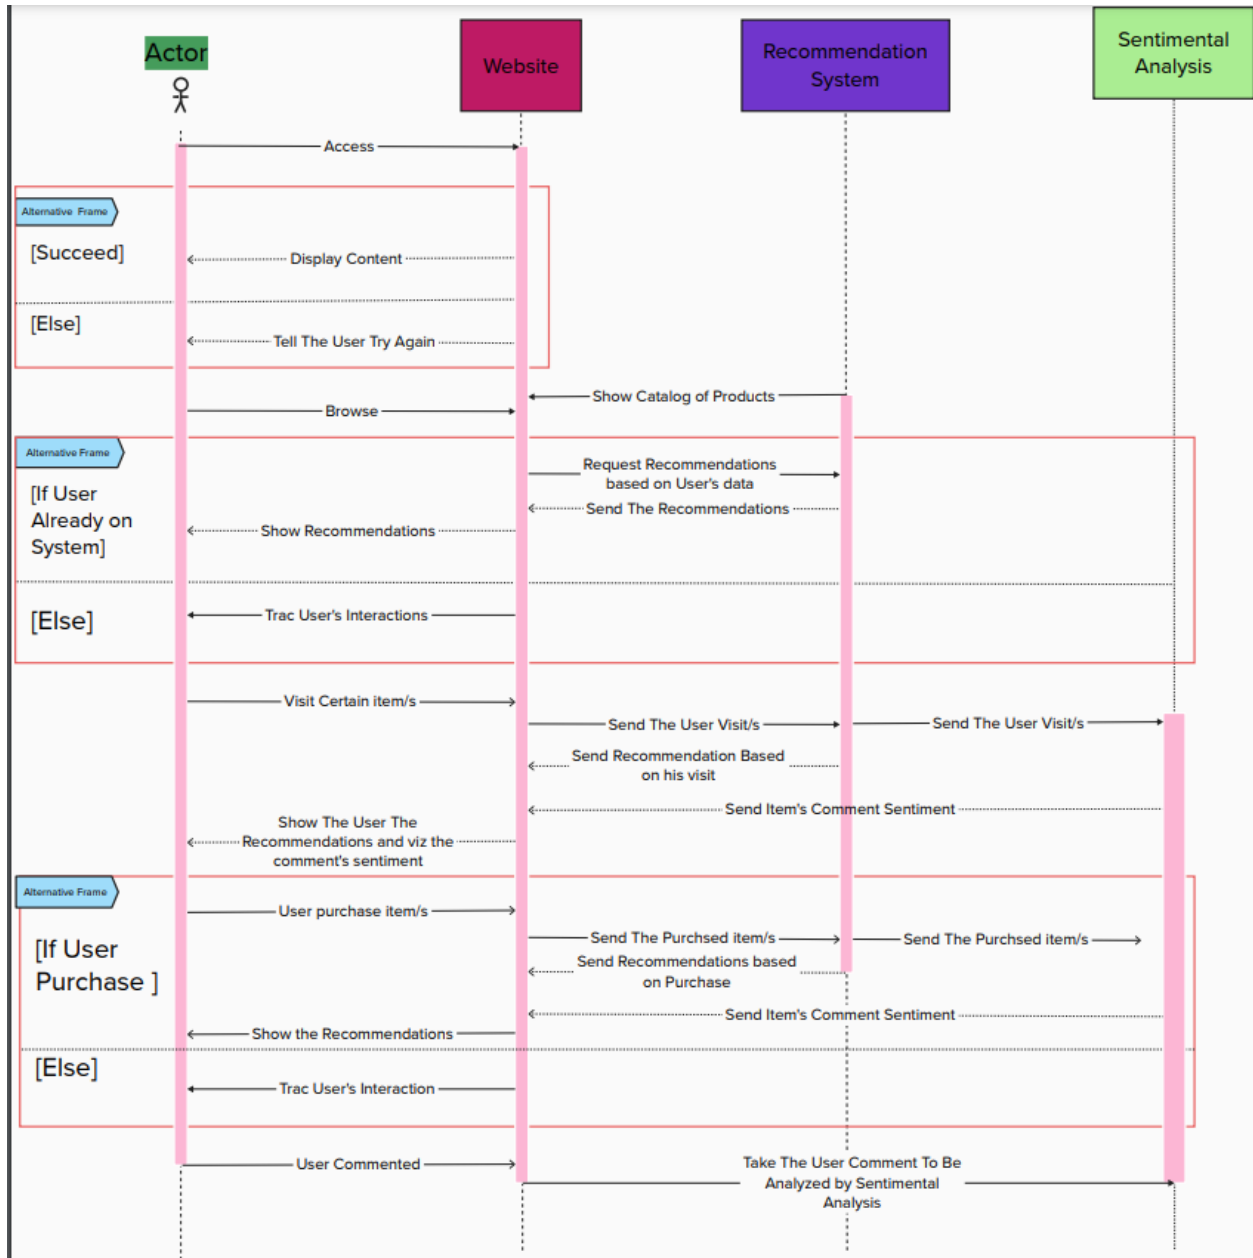 Actor
Website
Recommendation
System
Sentimental
Analysis
Access
Alternative Frame
[Succeed]
Display Content
[Else]
Tell The User Try Again
Show Catalog of Products
Browse
Alternative Frame
[If User
Already on
System]
Request Recommendations
based on User's data
Send The Recommendations
Show Recommendations
[Else]
Trac User's Interactions
Visit Certain item/s
Send The User Visit/s
Send The User Visit/s
Send Recommendation Based
on his visit
Send Item's Comment Sentiment
Show The User The
Recommendations and viz the
comment's sentiment
Alternative Frame
User purchase item/s
[If User
Purchase ]
Send The Purchsed item/s
Send The Purchsed item/s
Send Recommendations based
on Purchase
Send Item's Comment Sentiment
Show the Recommendations
[Else]
Trac User's Interaction
User Commented
Take The User Comment To Be
Analyzed by Sentimental
Analysis